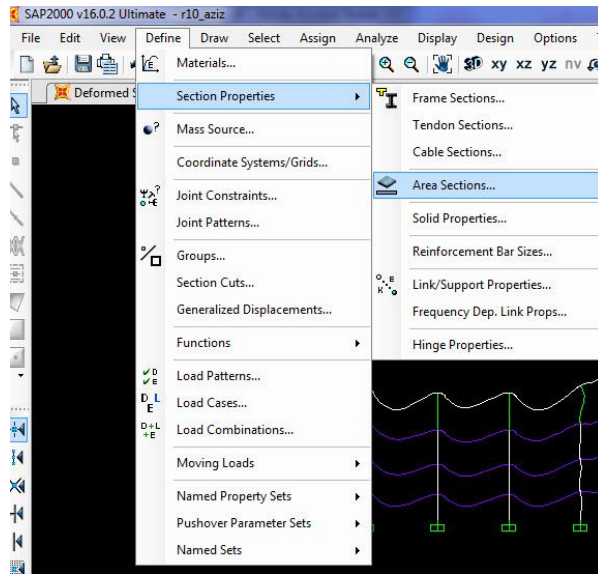 SAP2000 v16.0.2 Ultimate - r10_aziz
File Edit View Define Draw Select Assign Analyze Display Design Options
xy xz yz nv
Deformed S
Materials...
Section Properties
Mass Source...
Coordinate Systems/Grids...
Joint Constraints...
Joint Patterns...
Groups...
Section Cuts...
Generalized Displacements...
Functions
Load Patterns...
Load Cases...
Load Combinations...
Moving Loads
Named Property Sets
Pushover Parameter Sets
Named Sets
Frame Sections...
Tendon Sections...
Cable Sections...
Area Sections...
Solid Properties...
Reinforcement Bar Sizes...
Link/Support Properties...
Frequency Dep. Link Props...
Hinge Properties...